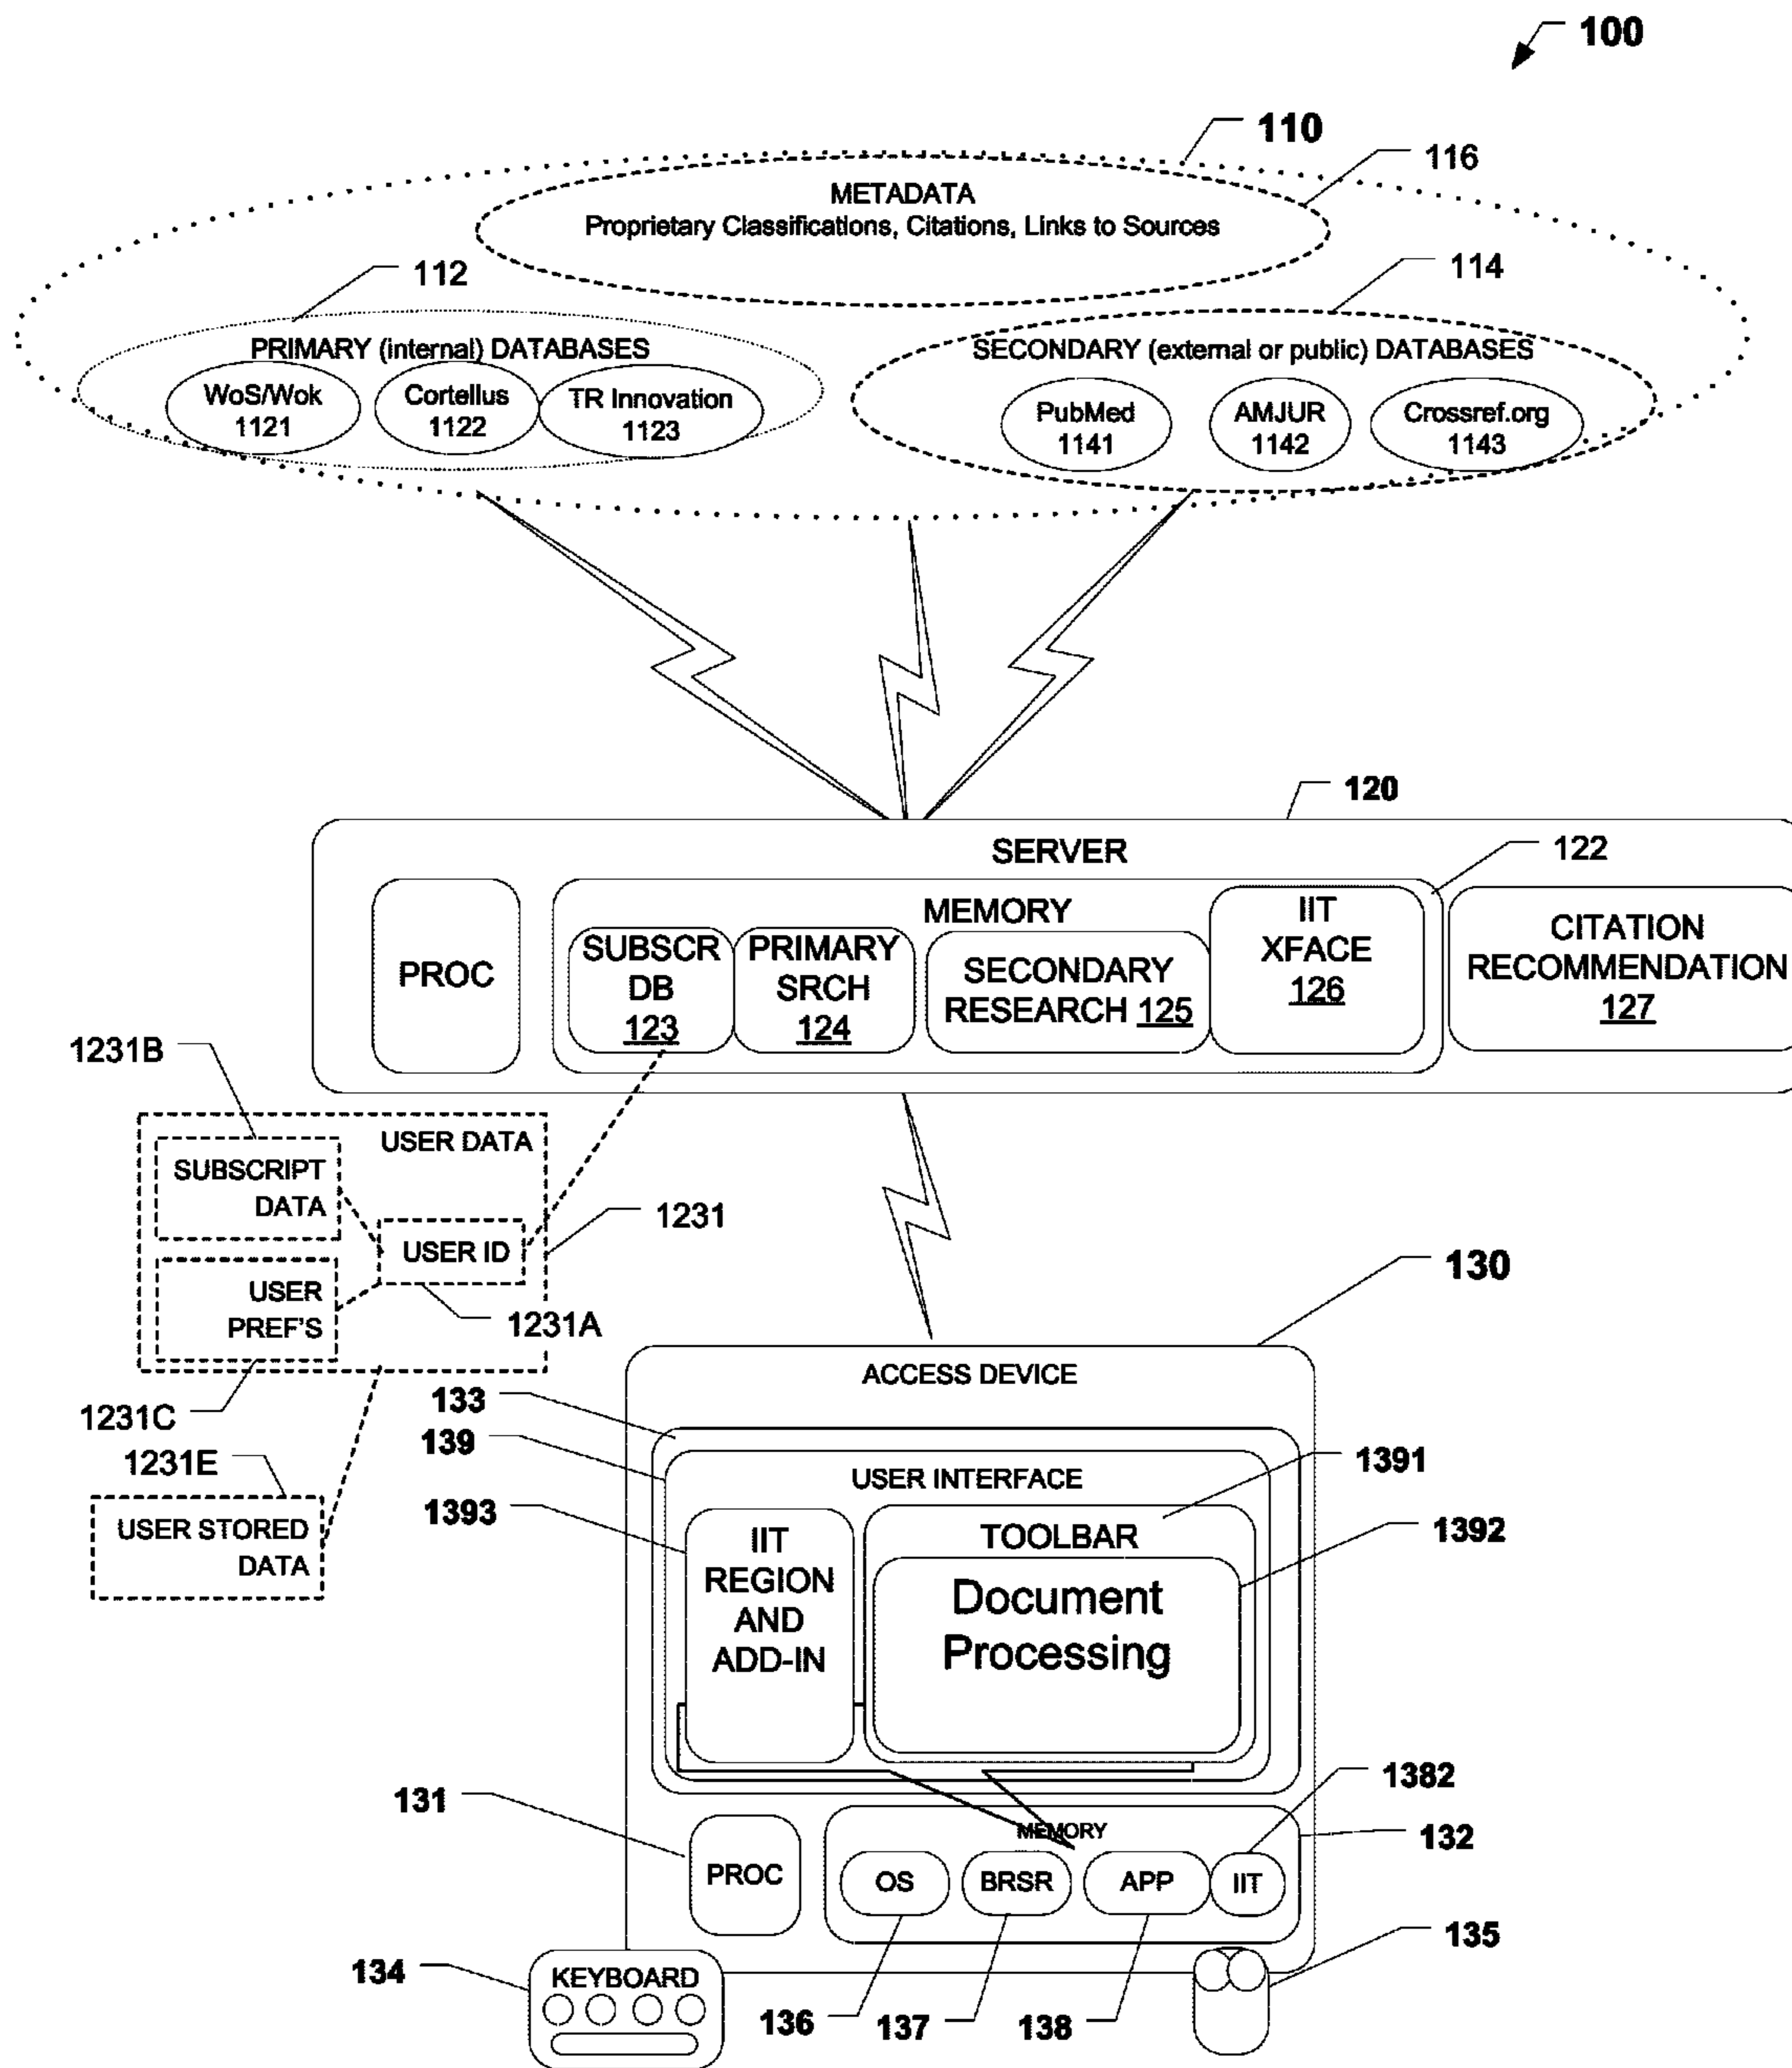 100
110
116
METADATA
Proprietary Classifications, Citations, Links to Sources
112
114
PRIMARY (internal) DATABASES
SECONDARY (external or public) DATABASES
WoS/Wok
1121
Cortellus
1122
TR Innovation
1123
PubMed
1141
AMJUR
1142
Crossref.org
1143
120
SERVER
122
PROC
MEMORY
SUBSCR
DB
123
PRIMARY
SRCH
124
SECONDARY
RESEARCH 125
IIT
XFACE
126
CITATION
RECOMMENDATION
127
1231B
USER DATA
SUBSCRIPT
DATA
USER ID
1231
USER
PREF'S
1231A
1231C
1231E
USER STORED
DATA
130
ACCESS DEVICE
133
139
USER INTERFACE
1391
1393
IIT
REGION
AND
ADD-IN
TOOLBAR
1392
Document
Processing
1382
131
PROC
MEMORY
132
OS
BRSR
APP
IIT
134
KEYBOARD
135
136
137
138